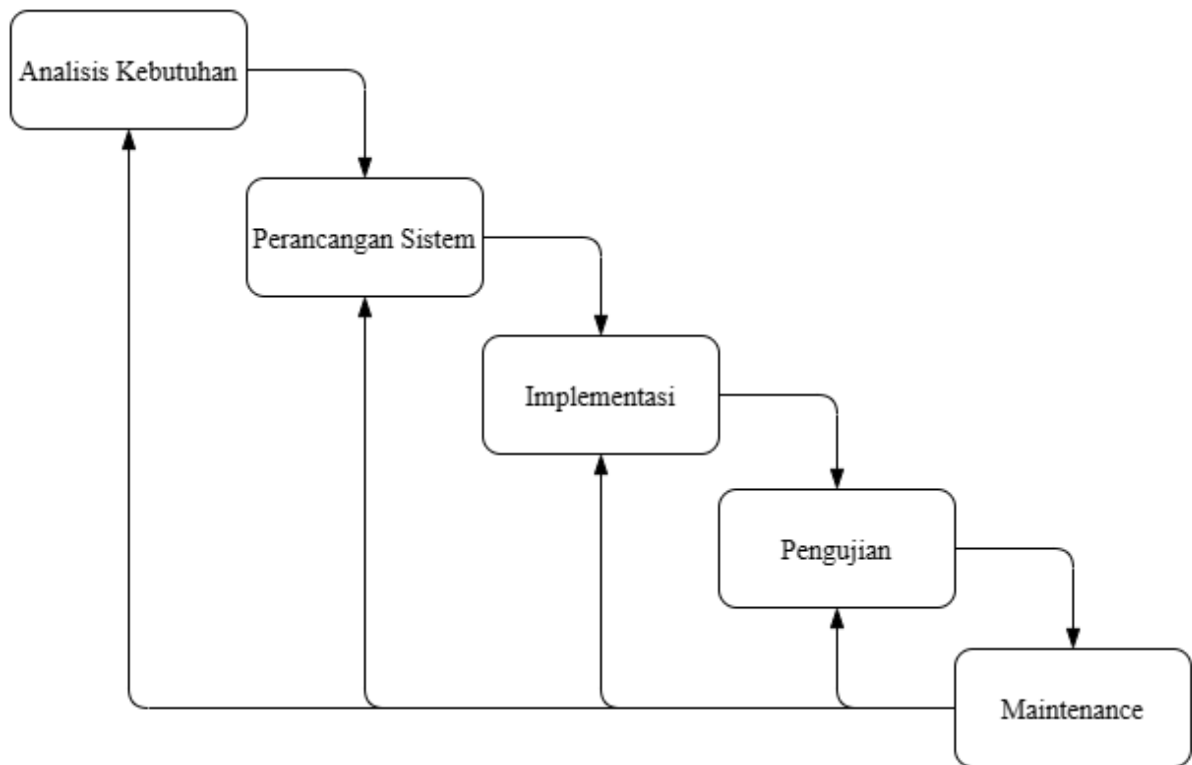 Analisis Kebutuhan
Perancangan Sistem
Implementasi
Pengujian
Maintenance